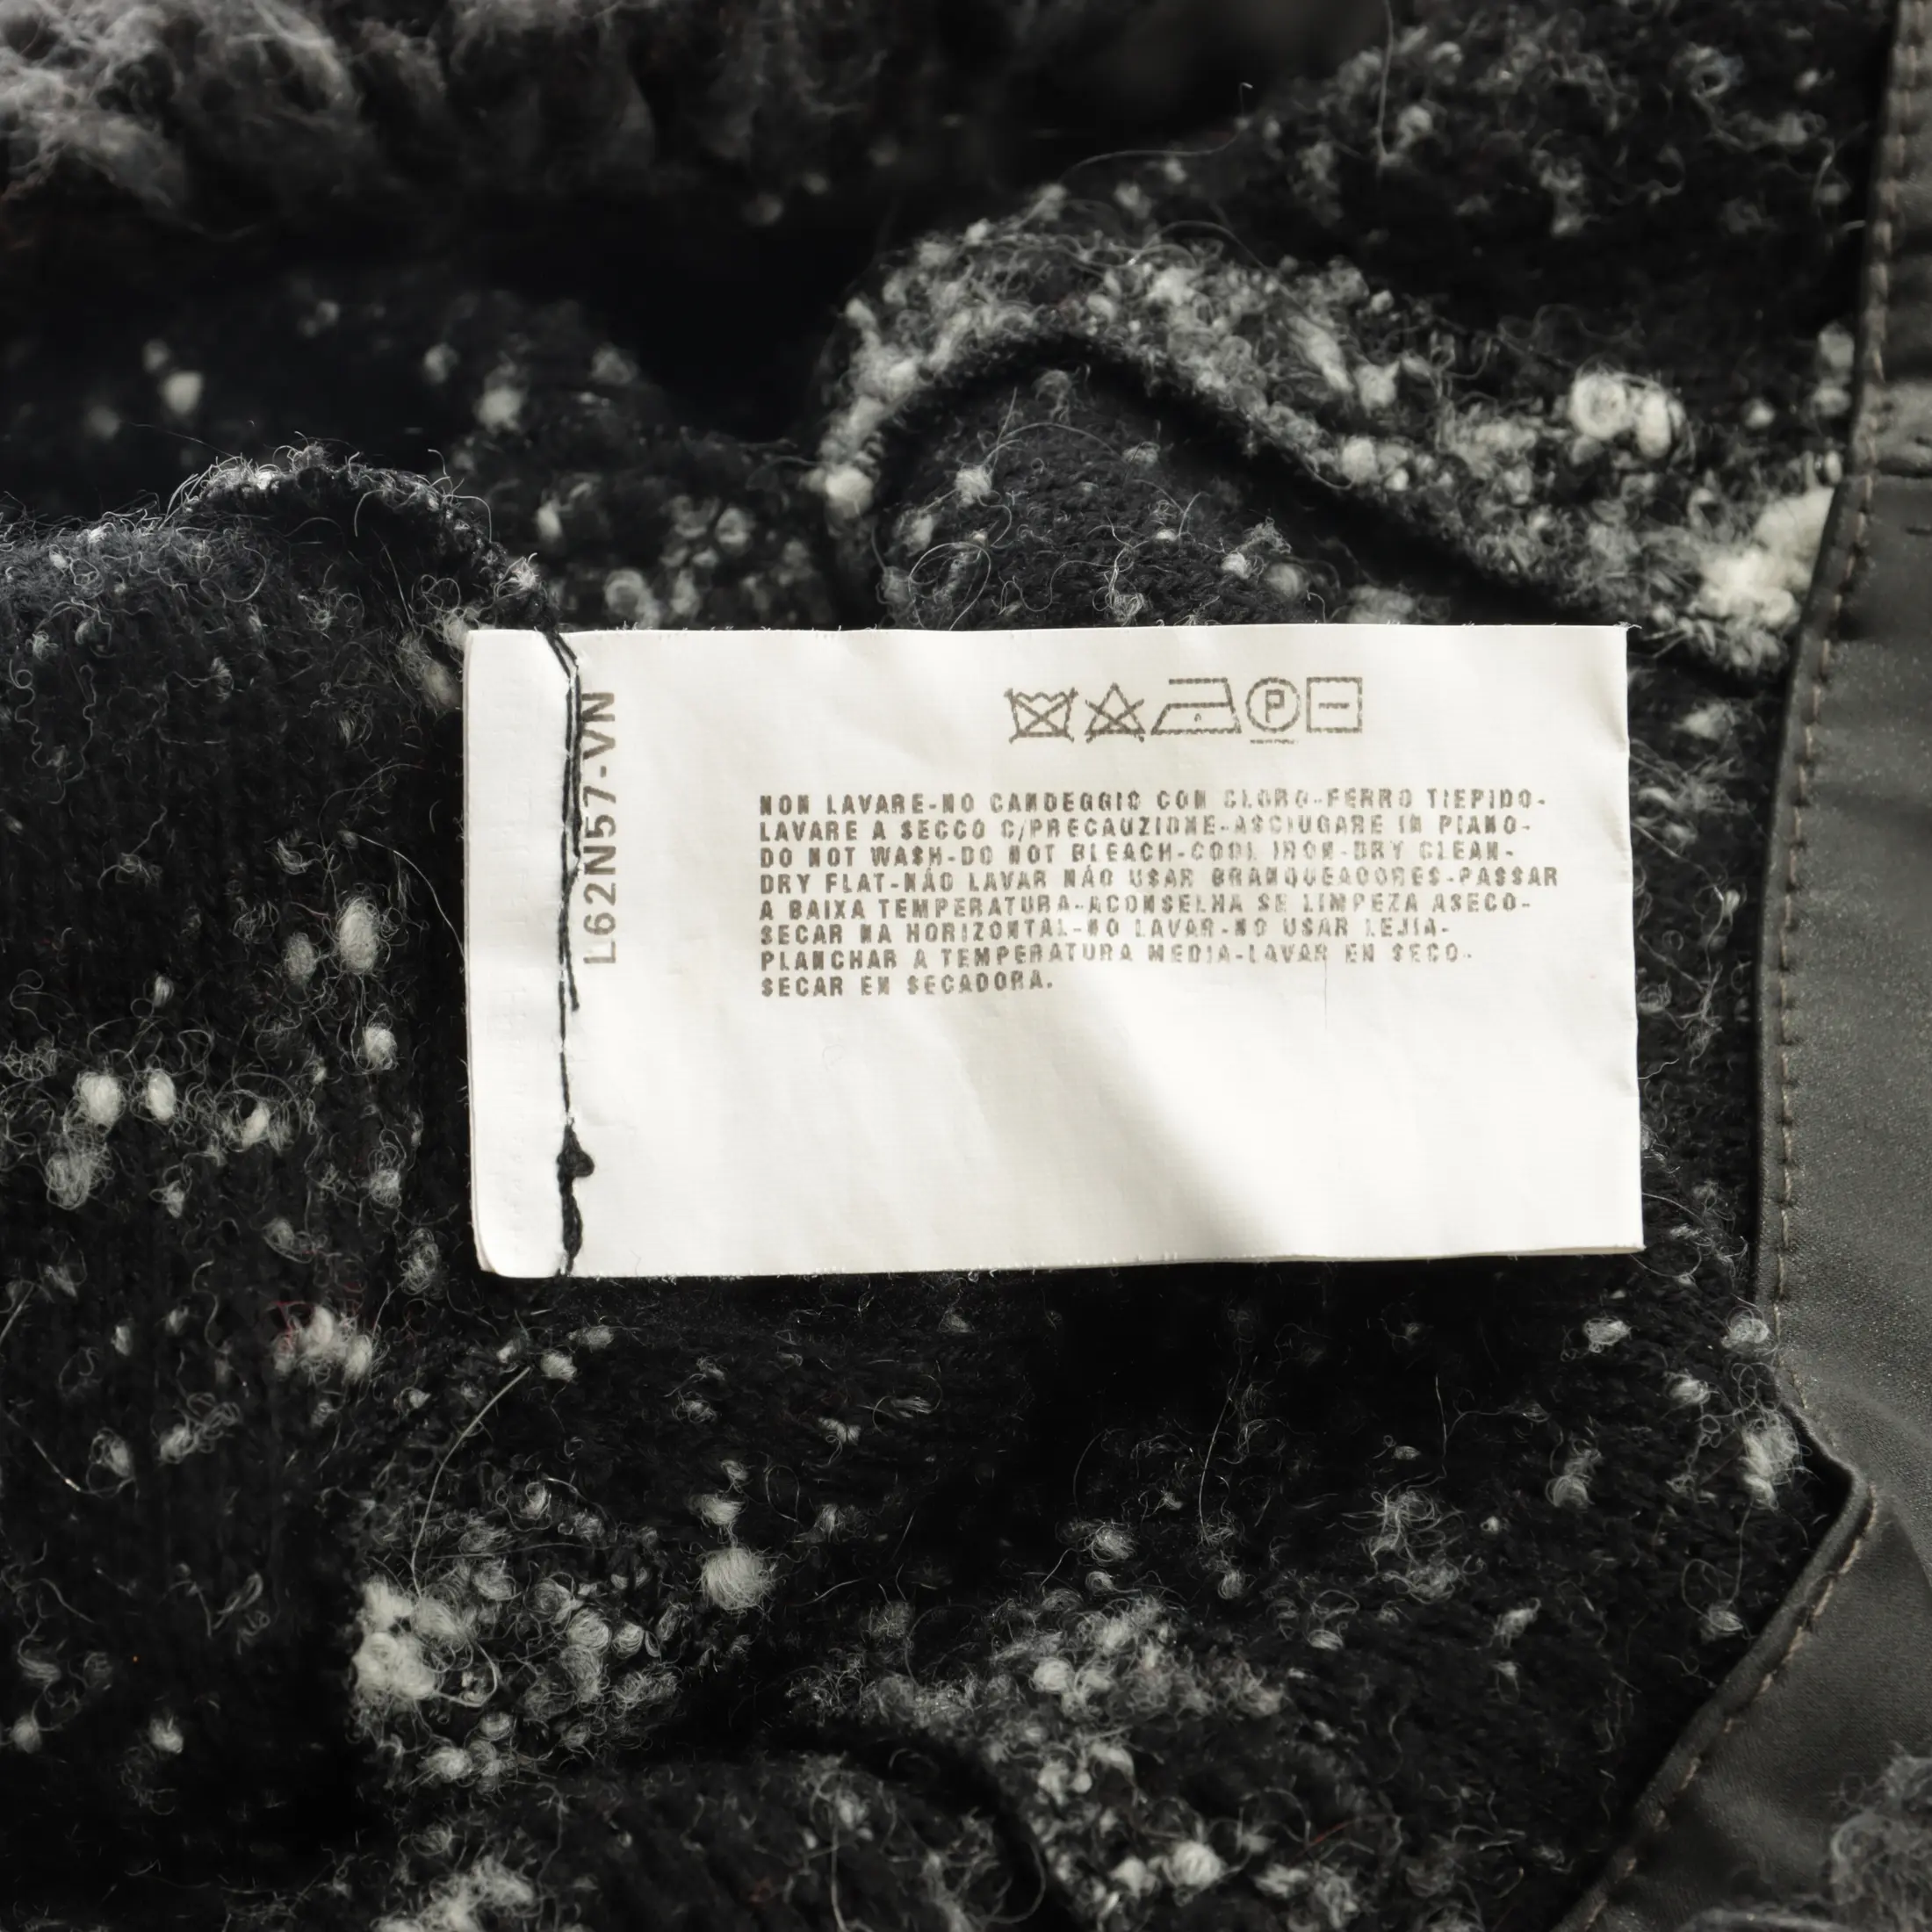 L62N57-VN
P
NON LAVARE-NO CANDEGGIO CON CLORO-FERRO TIEPIDO-
LAVARE A SECCO C/PRECAUZIONE-ASCIUGARE IN PIANO-
DO NOT WASH-DO NOT BLEACH-COOL IRON-DRY CLEAN-
DRY FLAT-NÁO LAVAR NÁO USAR BRANQUEADORES-PASSAR
A BAIXA TEMPERATURA-ACONSELHA SE LIMPEZA ASECO-
SECAR NA HORIZONTAL-NO LAVAR-NO USAR LEJIA-
PLANCHAR A TEMPERATURA MEDIA-LAVAR EN SECO-
SECAR EN SECADORA.